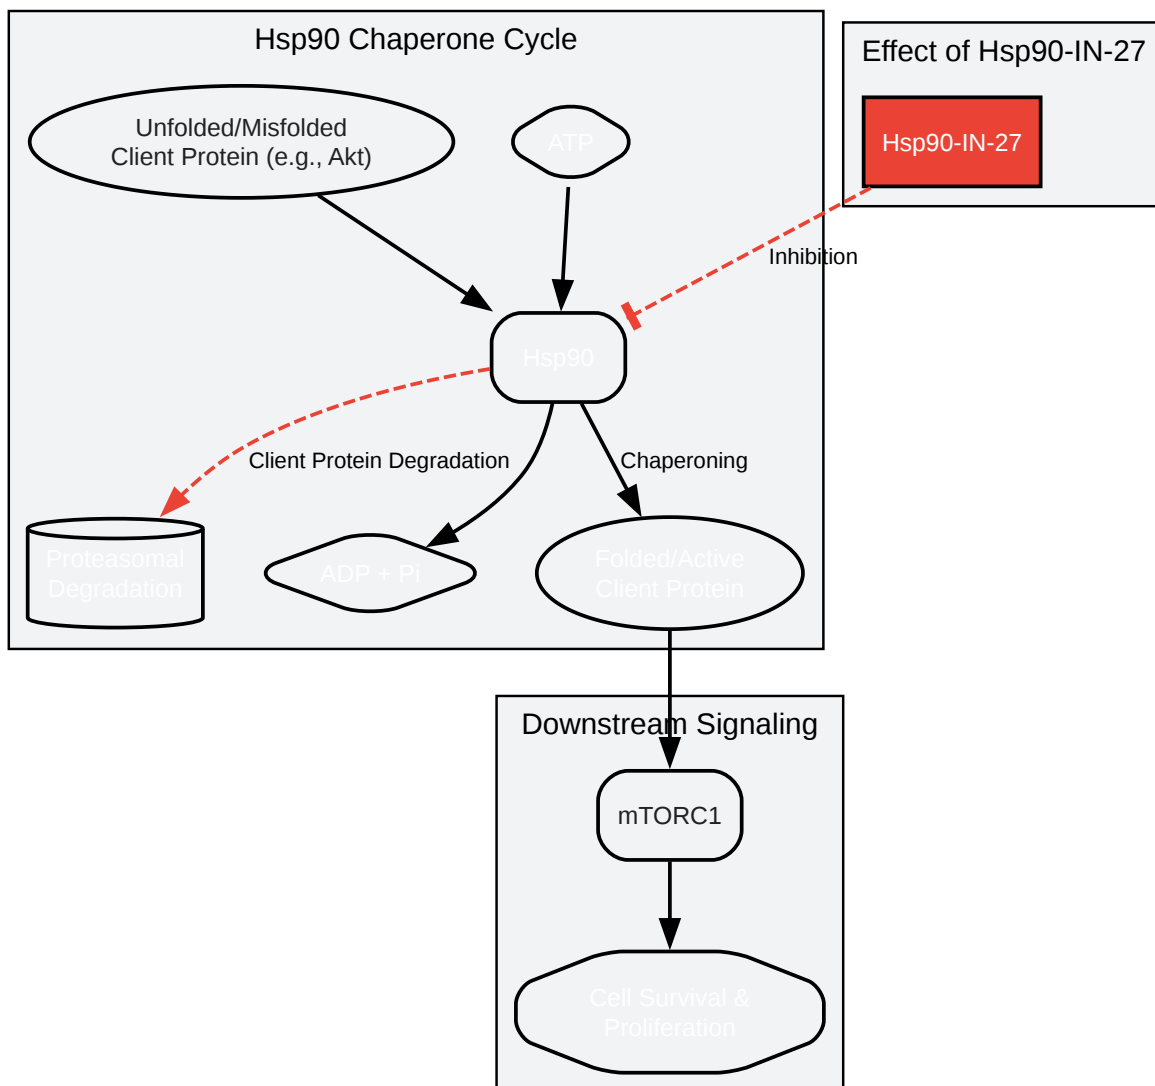 Hsp90 Chaperone Cycle
Effect of Hsp90-IN-27
Unfolded/Misfolded
Client Protein (e.g., Akt)
ATP
Hsp90-IN-27
Inhibition
Hsp90
Client Protein Degradation
Chaperoning
Proteasomal
Degradation
ADP + Pi
Folded/Active
Client Protein
Downstream Signaling
mTORC1
Cell Survival &
Proliferation